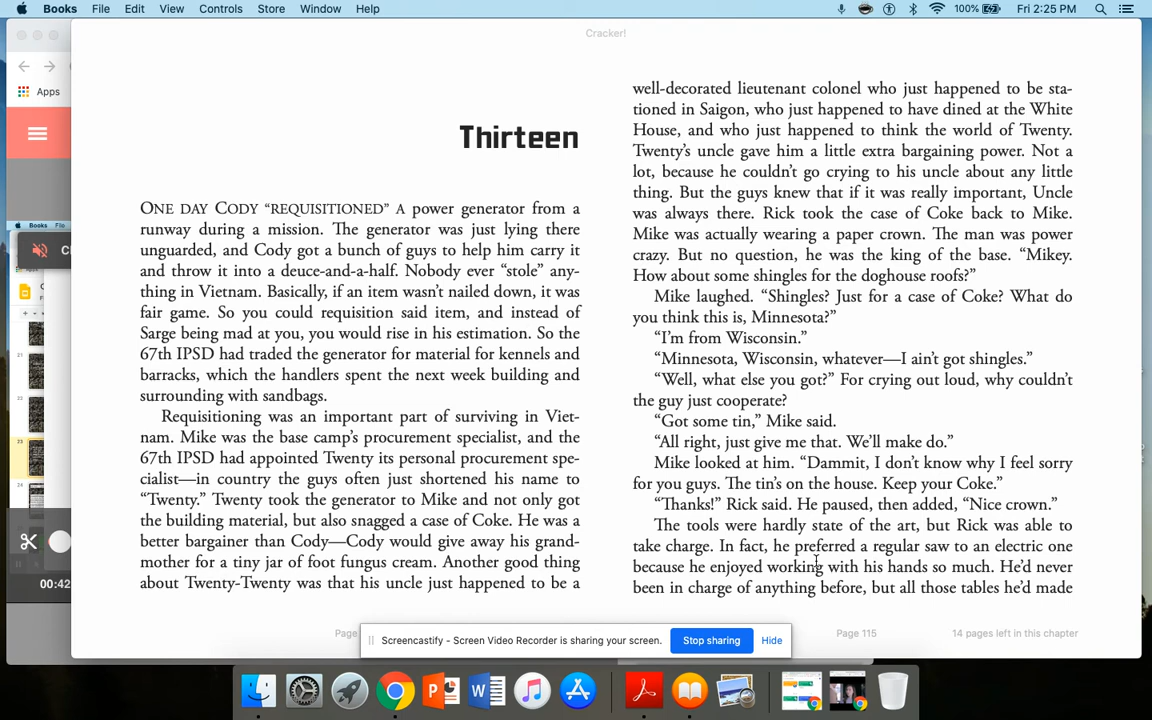 Books File Edit View Controls Store Window Help 100% Fri 2:25 PM
Cracker!
Apps
Thirteen
ONE DAY CODY “REQUISITIONED” A power generator from a
runway during a mission. The generator was just lying there
unguarded, and Cody got a bunch of guys to help him carry it
and throw it into a deuce-and-a-half. Nobody ever “stole” any-
thing in Vietnam. Basically, if an item wasn’t nailed down, it was
fair game. So you could requisition said item, and instead of
Sarge being mad at you, you would rise in his estimation. So the
67th IPSD had traded the generator for material for kennels and
barracks, which the handlers spent the next week building and
surrounding with sandbags.
Requisitioning was an important part of surviving in Viet-
nam. Mike was the base camp’s procurement specialist, and the
67th IPSD had appointed Twenty its personal procurement spe-
cialist—in country the guys often just shortened his name to
“Twenty.” Twenty took the generator to Mike and not only got
the building material, but also snagged a case of Coke. He was a
better bargainer than Cody—Cody would give away his grand-
mother for a tiny jar of foot fungus cream. Another good thing
about Twenty-Twenty was that his uncle just happened to be a
well-decorated lieutenant colonel who just happened to be sta-
tioned in Saigon, who just happened to have dined at the White
House, and who just happened to think the world of Twenty.
Twenty’s uncle gave him a little extra bargaining power. Not a
lot, because he couldn’t go crying to his uncle about any little
thing. But the guys knew that if it was really important, Uncle
was always there. Rick took the case of Coke back to Mike.
Mike was actually wearing a paper crown. The man was power
crazy. But no question, he was the king of the base. “Mikey.
How about some shingles for the doghouse roofs?”
Mike laughed. “Shingles? Just for a case of Coke? What do
you think this is, Minnesota?”
“I’m from Wisconsin.”
“Minnesota, Wisconsin, whatever—I ain’t got shingles.”
“Well, what else you got?” For crying out loud, why couldn’t
the guy just cooperate?
“Got some tin,” Mike said.
“All right, just give me that. We’ll make do.”
Mike looked at him. “Dammit, I don’t know why I feel sorry
for you guys. The tin’s on the house. Keep your Coke.”
“Thanks!” Rick said. He paused, then added, “Nice crown.”
The tools were hardly state of the art, but Rick was able to
take charge. In fact, he preferred a regular saw to an electric one
because he enjoyed working with his hands so much. He’d never
been in charge of anything before, but all those tables he’d made
Page
Page 115
14 pages left in this chapter
Screencastify - Screen Video Recorder is sharing your screen. Stop sharing Hide
00:42
21
22
23
24